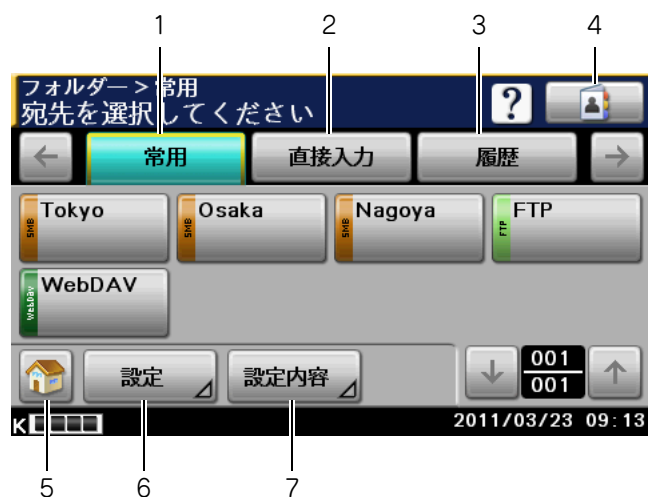 1 2 3 4
フォルダー>常用
宛先を選択してください
?
常用 直接入力 履歴
SMB Tokyo SMB Osaka SMB Nagoya FTP FTP
WebDAV WebDAV
設定 設定内容 001
001
K 2011/03/23 09:13
5 6 7